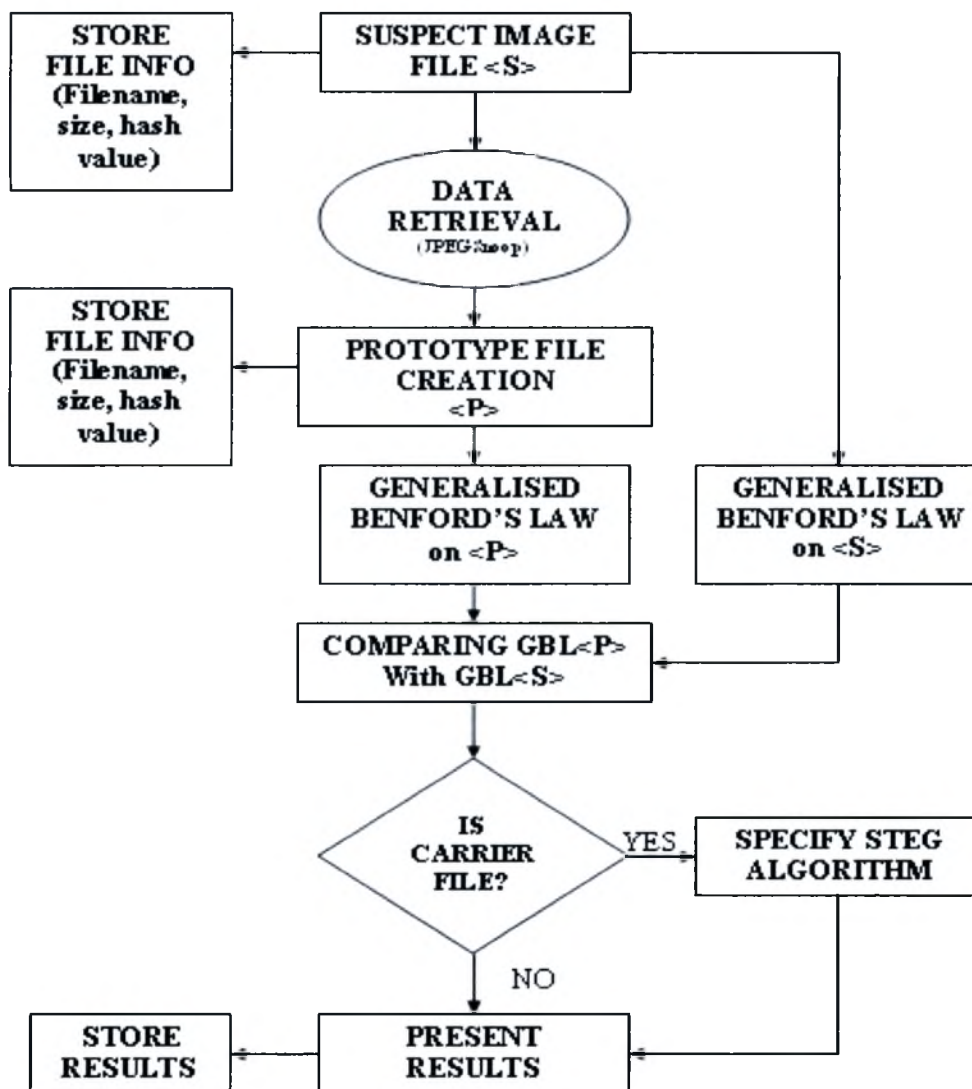 STORE
FILE INFO
(Filename,
size, hash
value)
SUSPECT IMAGE
FILE <S>
DATA
RETRIEVAL
(JPEGSnoop)
STORE
FILE INFO
(Filename,
size, hash
value)
PROTOTYPE FILE
CREATION
<P>
GENERALISED
BENFORD'S LAW
on <P>
GENERALISED
BENFORD'S LAW
on <S>
COMPARING GBL<P>
With GBL<S>
IS
CARRIER
FILE?
YES
SPECIFY STEG
ALGORITHM
NO
STORE
RESULTS
PRESENT
RESULTS